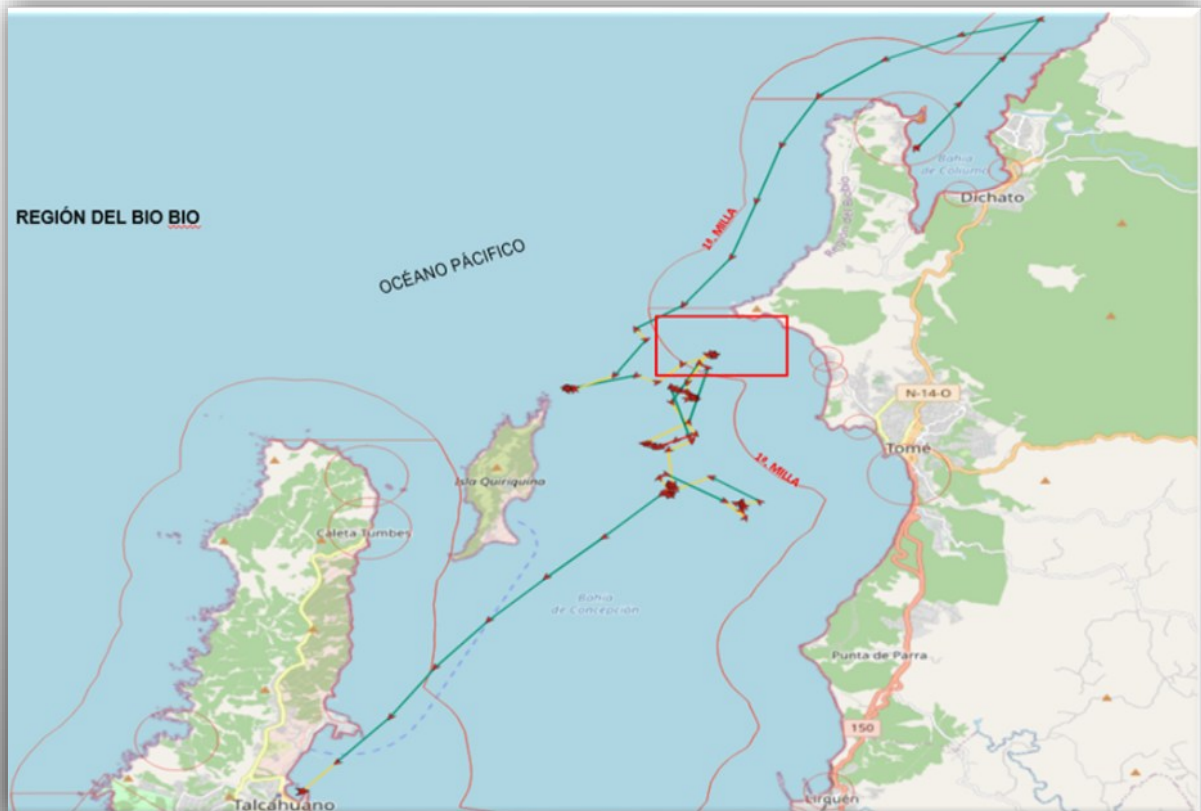 Bahía
de Coliumo
Dichato
REGIÓN DEL BIO BIO
1ª. MILLA
OCÉANO PÀCIFICO
N-14-O
Tomé
1ª. MILLA
Isla Quiriquina
Caleta Tumbes
Bahía
de Concepción
Punta de Parra
150
Talcahuano
Lirquén